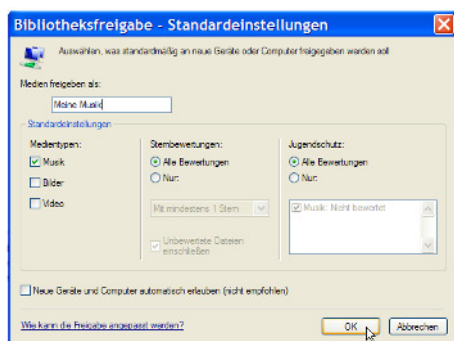 Bibliotheksfreigabe - Standardeinstellungen
Auswählen, was standardmäßig an neue Geräte oder Computer freigegeben werden soll
Medien freigeben als:
Meine Musik
Standardeinstellungen
Medientypen:
Musik
Bilder
Video
Sternbewertungen:
Alle Bewertungen
Nur:
Mit mindestens 1 Stern
Unbewertete Dateien
einschließen
Jugendschutz:
Alle Bewertungen
Nur:
Musik: Nicht bewertet
Neue Geräte und Computer automatisch erlauben (nicht empfohlen)
Wie kann die Freigabe angepasst werden?
OK
Abbrechen